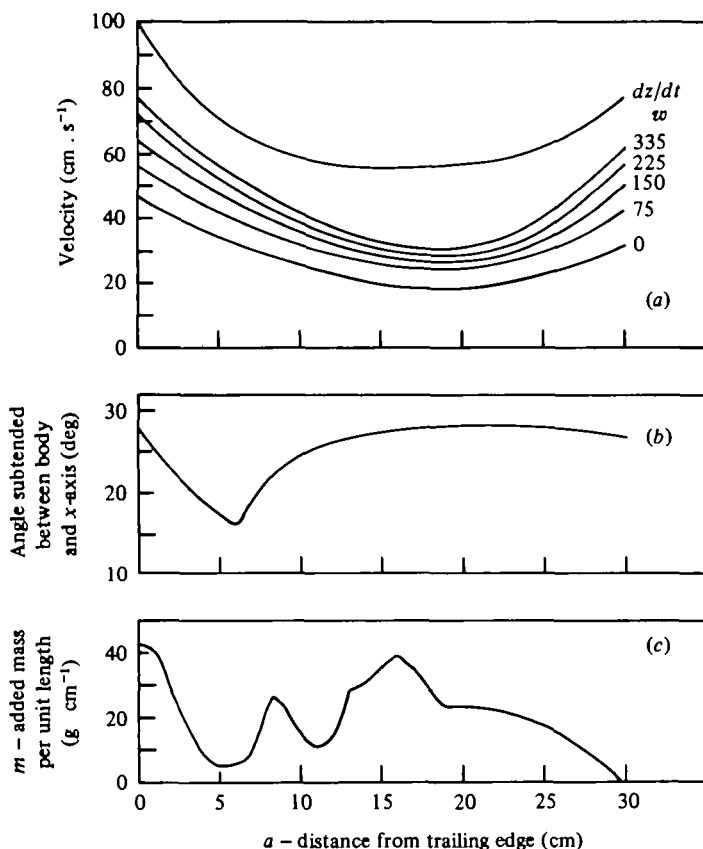 100
80
60
40
20
0
Velocity (cm . s⁻¹)
dz/dt
w
335
225
150
75
0
(a)
30
20
10
Angle subtended
between body
and x-axis (deg)
(b)
40
20
0
m – added mass
per unit length
(g cm⁻¹)
(c)
0 5 10 15 20 25 30
a – distance from trailing edge (cm)